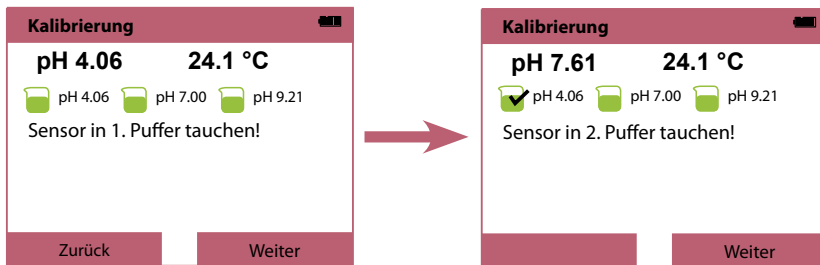 Kalibrierung
pH 4.06 24.1 °C
pH 4.06 pH 7.00 pH 9.21
Sensor in 1. Puffer tauchen!
Zurück Weiter
Kalibrierung
pH 7.61 24.1 °C
pH 4.06 pH 7.00 pH 9.21
Sensor in 2. Puffer tauchen!
Weiter